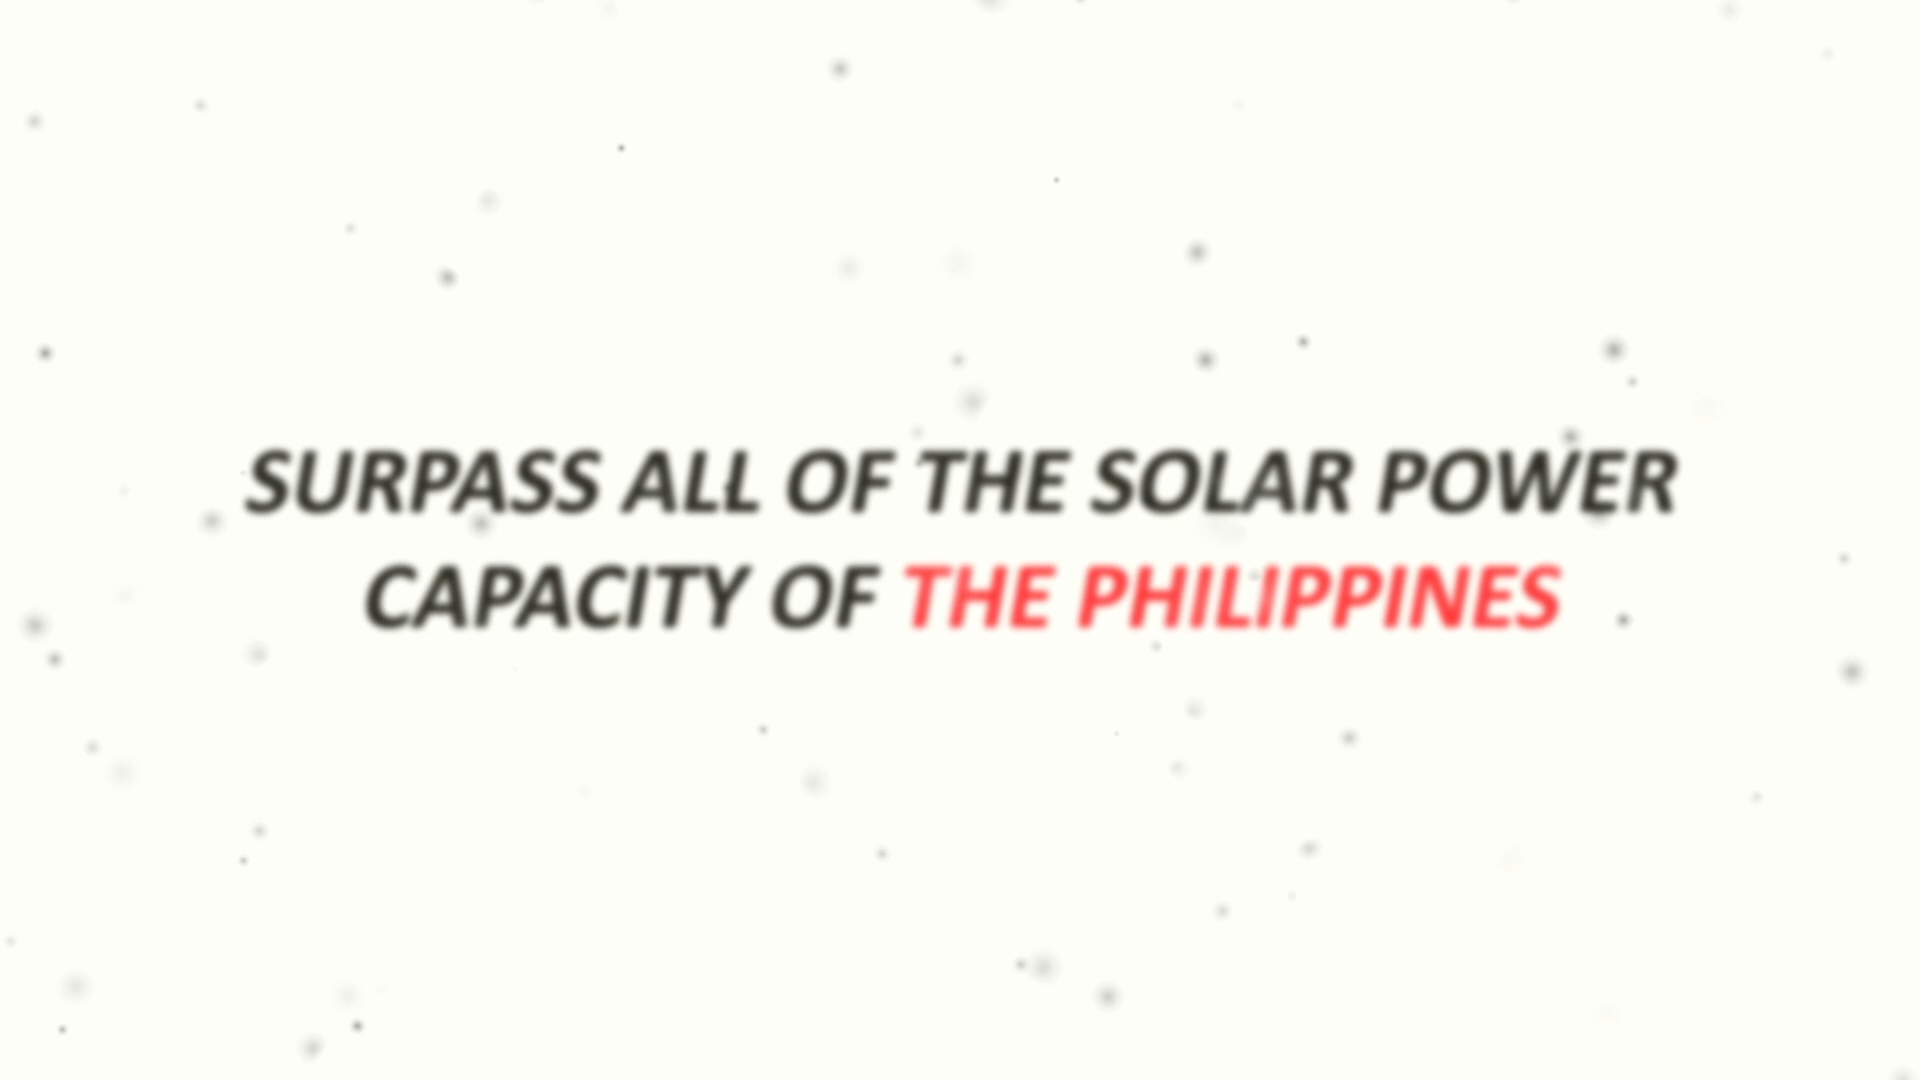 SURPASS ALL OF THE SOLAR POWER
CAPACITY OF THE PHILIPPINES